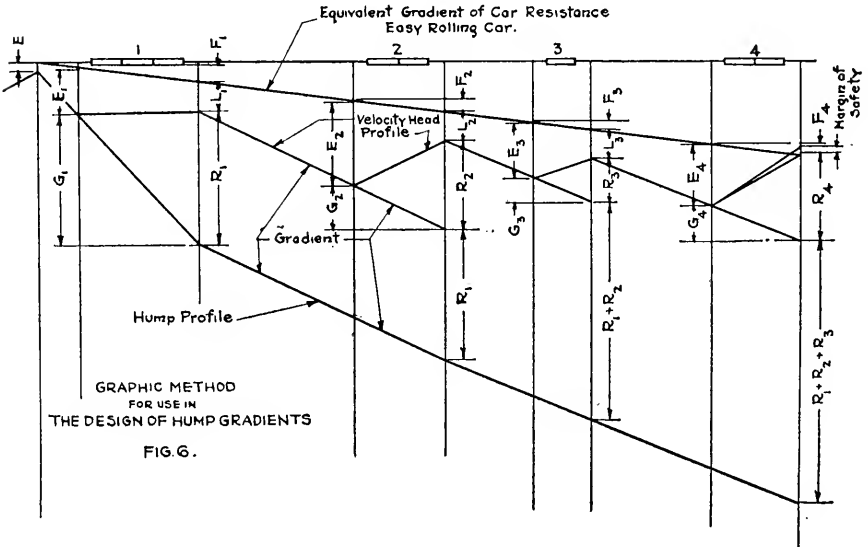 Equivalent Gradient of Car Resistance
Easy Rolling Car.
E
1
F₁
2
3
4
F₂
F₃
F₄
Margin of Safety
E₁
L₁
Velocity Head Profile
E₂
L₂
E₃
L₃
E₄
G₁
R₁
G₂
R₂
G₃
R₃
G₄
R₄
Gradient
Hump Profile
R₁
R₁+R₂
R₁+R₂+R₃
GRAPHIC METHOD
FOR USE IN
THE DESIGN OF HUMP GRADIENTS
FIG. 6.